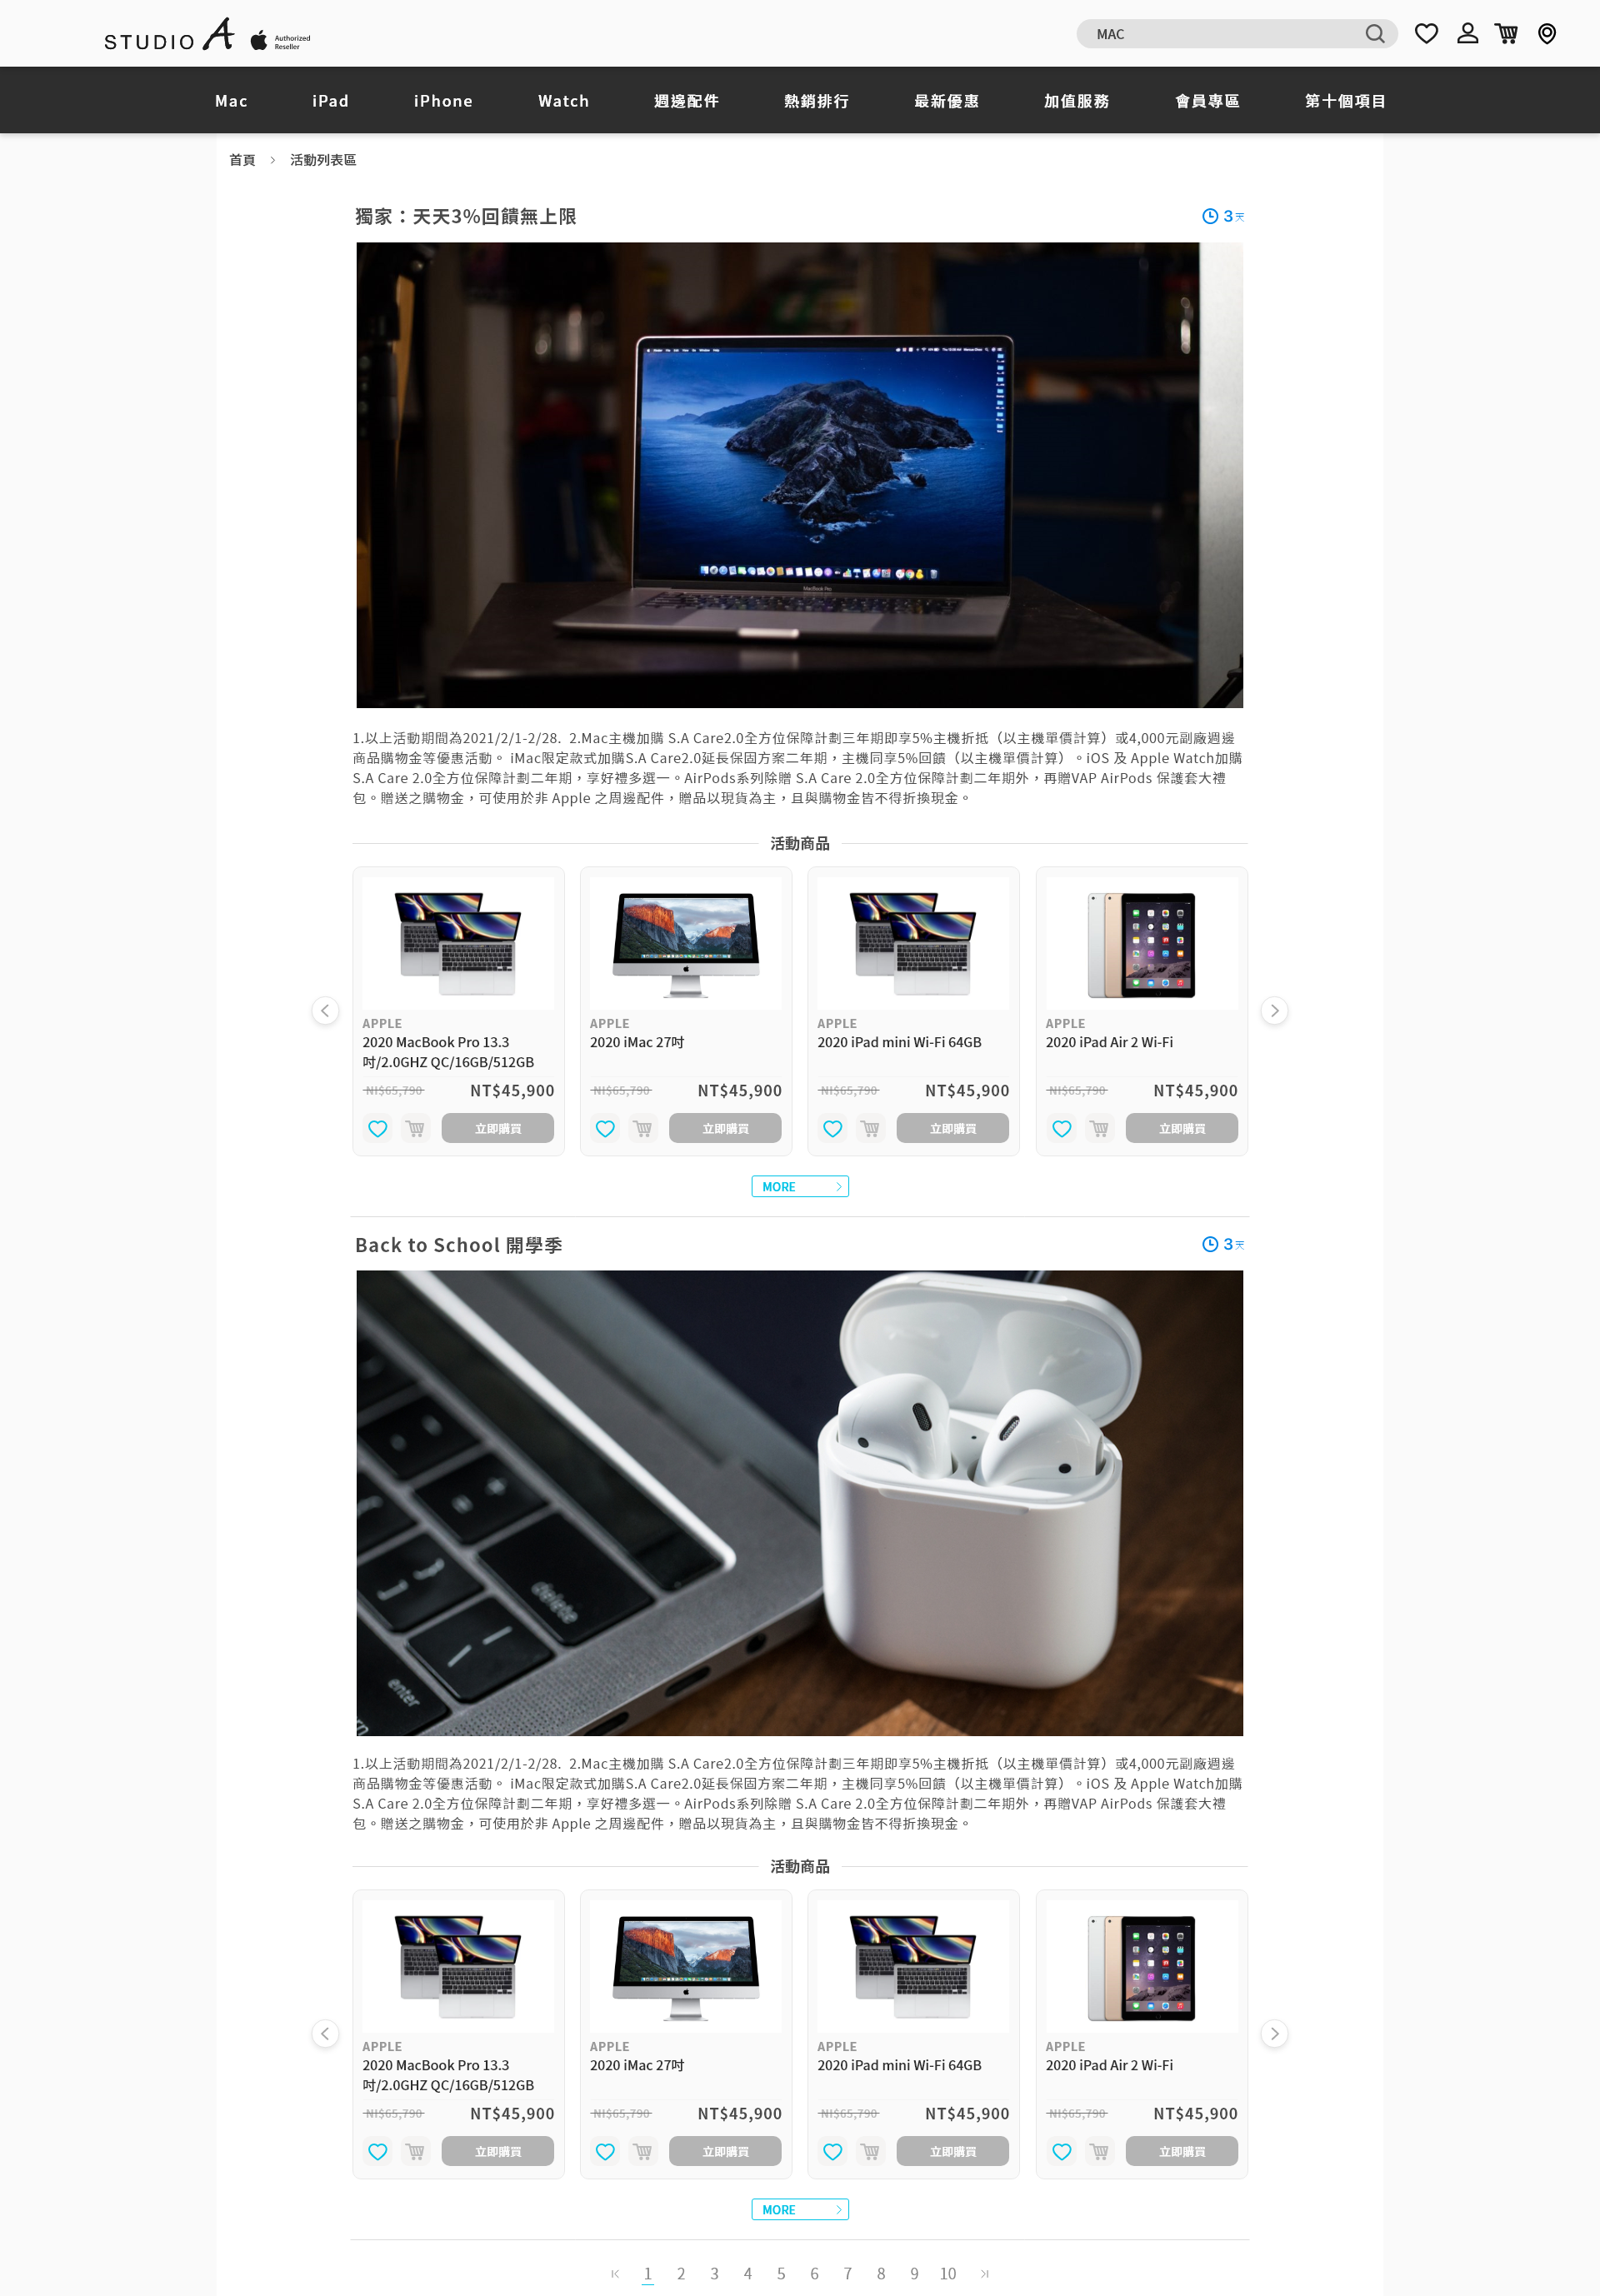 STUDIO A Authorized
Reseller
MAC
Mac iPad iPhone Watch 週邊配件 熱銷排行 最新優惠 加值服務 會員專區 第十個項目
首頁 > 活動列表區
獨家：天天3%回饋無上限
3天
MacBook Pro
1.以上活動期間為2021/2/1-2/28. 2.Mac主機加購 S.A Care2.0全方位保障計劃三年期即享5%主機折抵（以主機單價計算）或4,000元副廠週邊
商品購物金等優惠活動。 iMac限定款式加購S.A Care2.0延長保固方案二年期，主機同享5%回饋（以主機單價計算）。iOS 及 Apple Watch加購
S.A Care 2.0全方位保障計劃二年期，享好禮多選一。AirPods系列除贈 S.A Care 2.0全方位保障計劃二年期外，再贈VAP AirPods 保護套大禮
包。贈送之購物金，可使用於非 Apple 之周邊配件，贈品以現貨為主，且與購物金皆不得折換現金。
活動商品
APPLE
2020 MacBook Pro 13.3
吋/2.0GHZ QC/16GB/512GB
NT$65,790 NT$45,900
立即購買
APPLE
2020 iMac 27吋
NT$65,790 NT$45,900
立即購買
APPLE
2020 iPad mini Wi-Fi 64GB
NT$65,790 NT$45,900
立即購買
APPLE
2020 iPad Air 2 Wi-Fi
NT$65,790 NT$45,900
立即購買
MORE >
Back to School 開學季
3天
delete
enter
1.以上活動期間為2021/2/1-2/28. 2.Mac主機加購 S.A Care2.0全方位保障計劃三年期即享5%主機折抵（以主機單價計算）或4,000元副廠週邊
商品購物金等優惠活動。 iMac限定款式加購S.A Care2.0延長保固方案二年期，主機同享5%回饋（以主機單價計算）。iOS 及 Apple Watch加購
S.A Care 2.0全方位保障計劃二年期，享好禮多選一。AirPods系列除贈 S.A Care 2.0全方位保障計劃二年期外，再贈VAP AirPods 保護套大禮
包。贈送之購物金，可使用於非 Apple 之周邊配件，贈品以現貨為主，且與購物金皆不得折換現金。
活動商品
APPLE
2020 MacBook Pro 13.3
吋/2.0GHZ QC/16GB/512GB
NT$65,790 NT$45,900
立即購買
APPLE
2020 iMac 27吋
NT$65,790 NT$45,900
立即購買
APPLE
2020 iPad mini Wi-Fi 64GB
NT$65,790 NT$45,900
立即購買
APPLE
2020 iPad Air 2 Wi-Fi
NT$65,790 NT$45,900
立即購買
MORE >
1 2 3 4 5 6 7 8 9 10